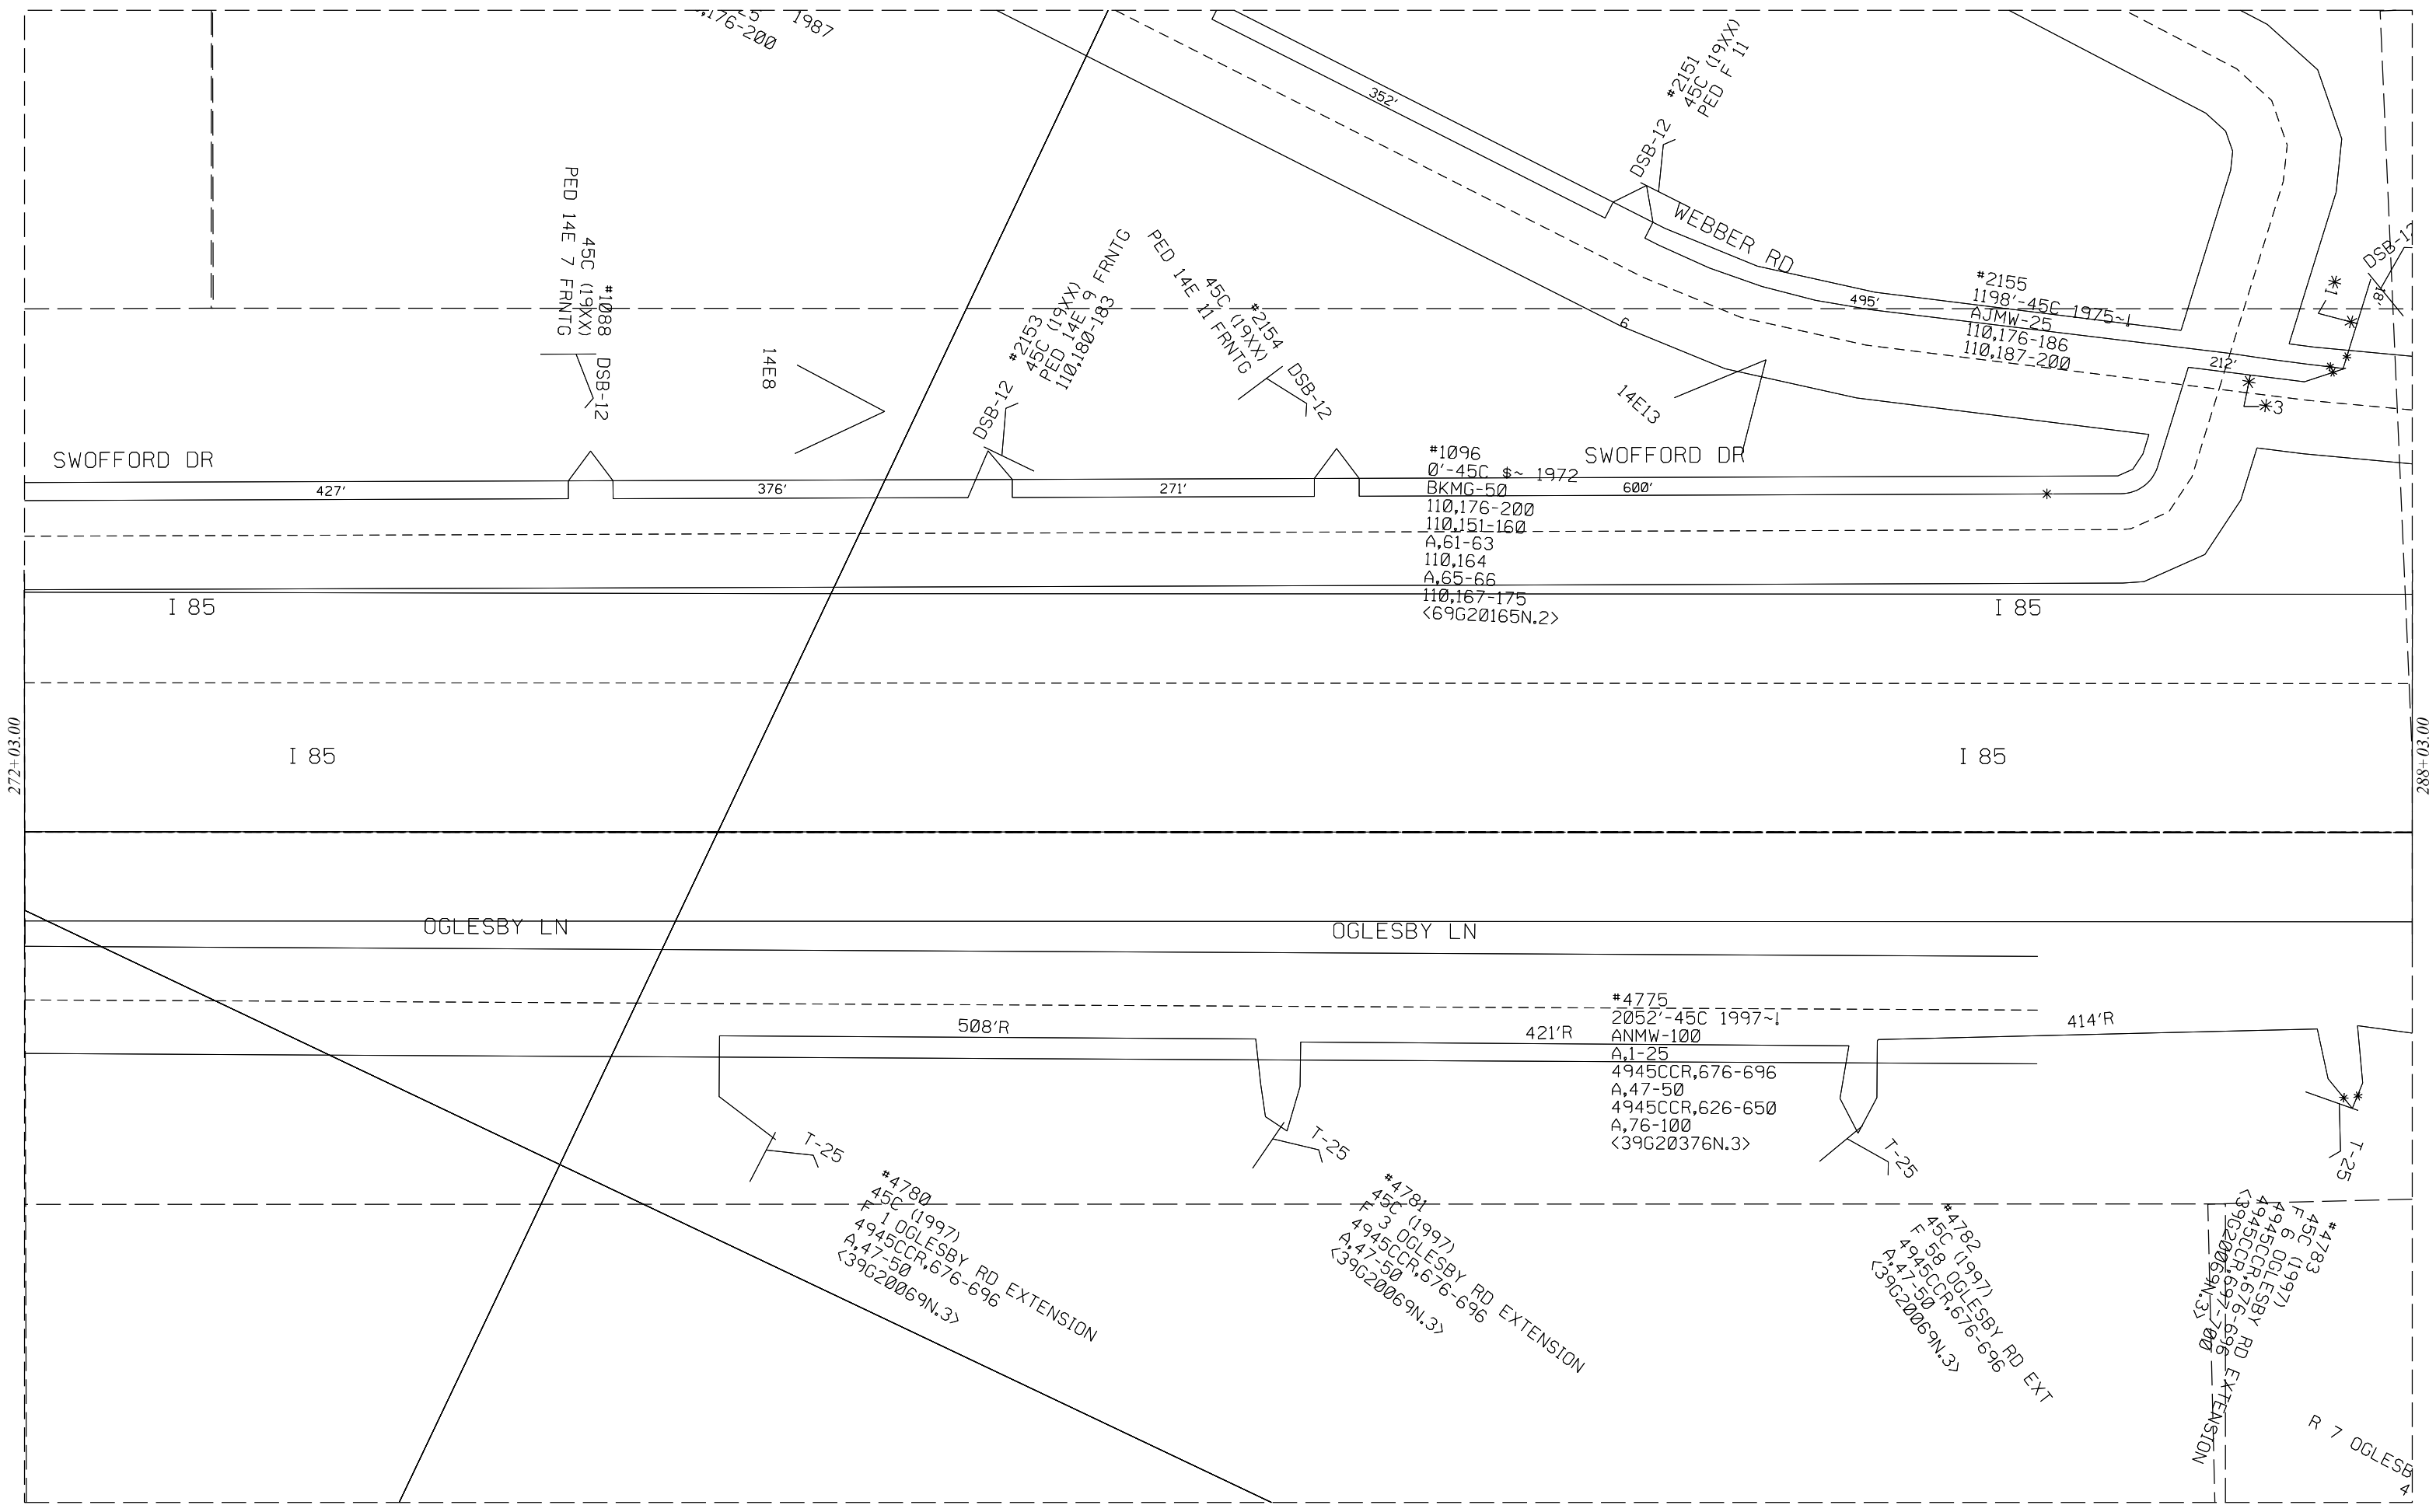 1987
,176-200
352'
#2151
45C (19XX)
PED F 11
DSB-12
WEBBER RD
#1088
45C (19XX)
PED 14E 7 FRNTG
DSB-12
14E8
#2153
45C (19XX)
PED 14E 9 FRNTG
110,180-183
DSB-12
#2154
45C (19XX)
PED 14E 11 FRNTG
DSB-12
6
495'
#2155
1198'-45C 1975~!
AJMW-25
110,176-186
110,187-200
DSB-12
18'
*1
*
212'
*
*3
14E13
SWOFFORD DR
SWOFFORD DR
427'
376'
271'
600'
#1096
0'-45C $~ 1972
BKMG-50
110,176-200
110,151-160
A,61-63
110,164
A,65-66
110,167-175
<69G20165N.2>
I 85
I 85
272+03.00
288+03.00
I 85
I 85
OGLESBY LN
OGLESBY LN
508'R
421'R
414'R
#4775
2052'-45C 1997~!
ANMW-100
A,1-25
4945CCR,676-696
A,47-50
4945CCR,626-650
A,76-100
<39G20376N.3>
T-25
#4780
45C (1997)
F 1 OGLESBY RD EXTENSION
4945CCR,676-696
A,47-50
<39G20069N.3>
T-25
#4781
45C (1997)
F 3 OGLESBY RD EXTENSION
4945CCR,676-696
A,47-50
<39G20069N.3>
T-25
#4782
45C (1997)
F 58 OGLESBY RD EXT
4945CCR,676-696
A,47-50
<39G20069N.3>
T-25
#4783
45C (1997)
F 6 OGLESBY RD EXTENSION
4945CCR,676-696
4945CCR,697-700
<39G20069N.3>
R 7 OGLESB
4